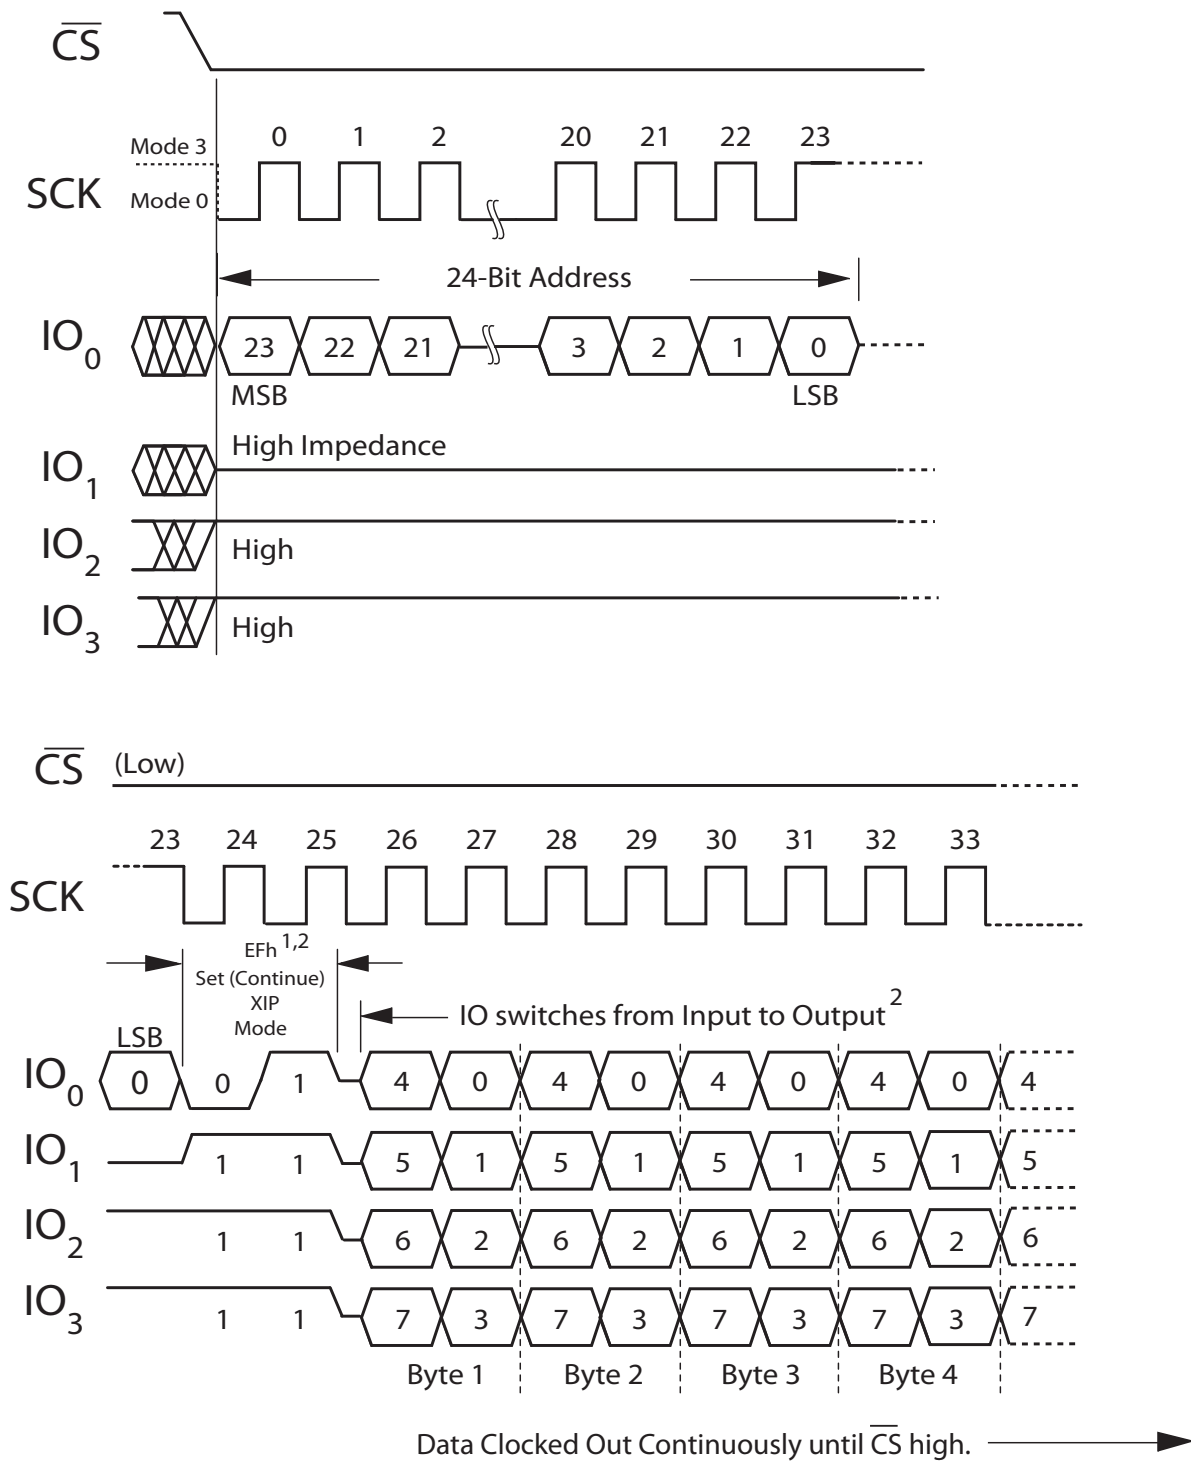 CS
0 1 2 20 21 22 23
Mode 3
SCK
Mode 0
24-Bit Address
IO0
23 22 21 3 2 1 0
MSB LSB
IO1
High Impedance
IO2
High
IO3
High
CS (Low)
23 24 25 26 27 28 29 30 31 32 33
SCK
EFh 1,2
Set (Continue)
XIP
Mode
IO switches from Input to Output 2
LSB
IO0 0 0 1 4 0 4 0 4 0 4 0 4
IO1 1 1 5 1 5 1 5 1 5 1 5
IO2 1 1 6 2 6 2 6 2 6 2 6
IO3 1 1 7 3 7 3 7 3 7 3 7
Byte 1 Byte 2 Byte 3 Byte 4
Data Clocked Out Continuously until CS high.